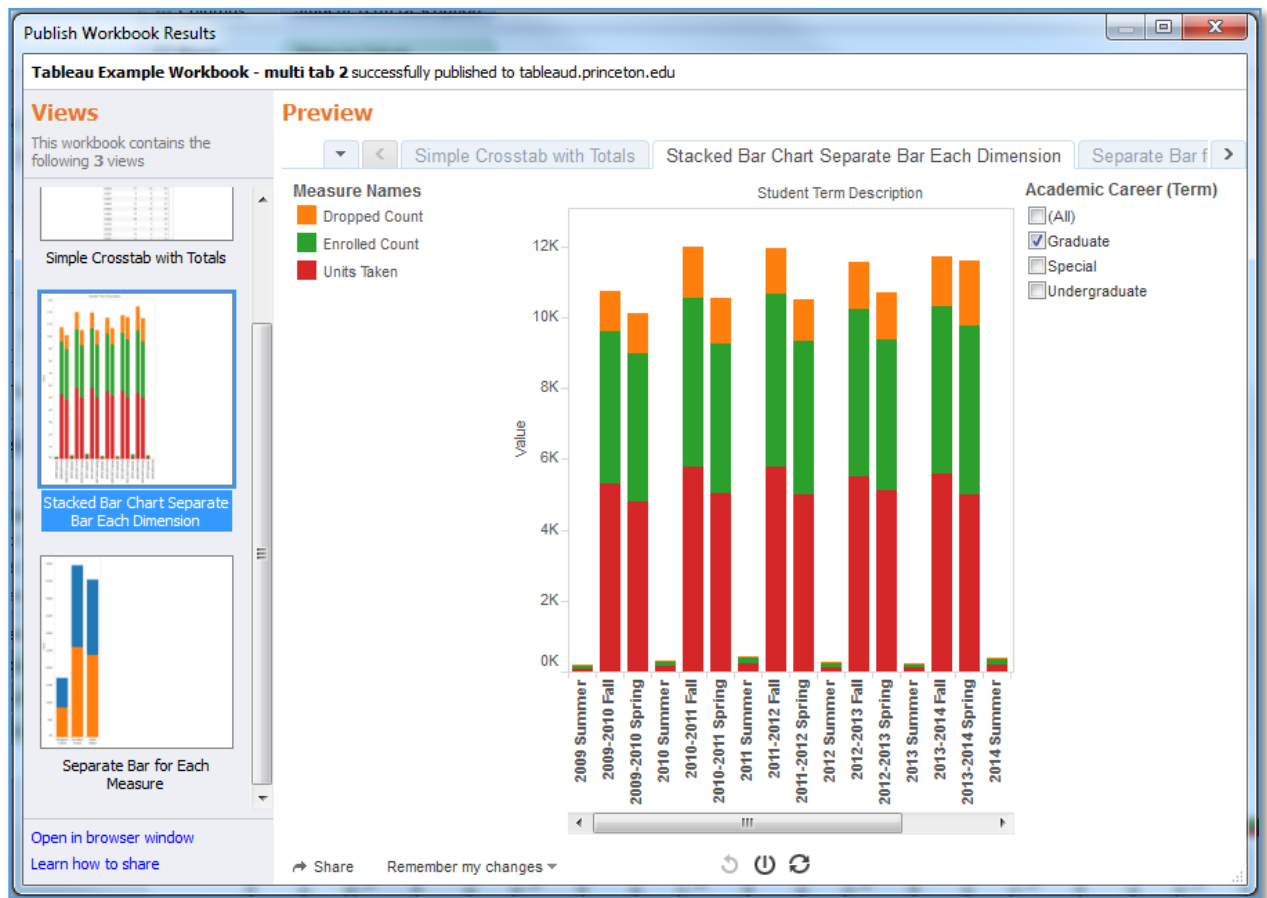 Publish Workbook Results
Tableau Example Workbook - multi tab 2 successfully published to tableaud.princeton.edu
Views
This workbook contains the
following 3 views
Simple Crosstab with Totals
Stacked Bar Chart Separate
Bar Each Dimension
Separate Bar for Each
Measure
Open in browser window
Learn how to share
Preview
Simple Crosstab with Totals
Stacked Bar Chart Separate Bar Each Dimension
Separate Bar f
Measure Names
Dropped Count
Enrolled Count
Units Taken
Student Term Description
Value
12K
10K
8K
6K
4K
2K
0K
2009 Summer
2009-2010 Fall
2009-2010 Spring
2010 Summer
2010-2011 Fall
2010-2011 Spring
2011 Summer
2011-2012 Fall
2011-2012 Spring
2012 Summer
2012-2013 Fall
2012-2013 Spring
2013 Summer
2013-2014 Fall
2013-2014 Spring
2014 Summer
Academic Career (Term)
(All)
Graduate
Special
Undergraduate
Share
Remember my changes